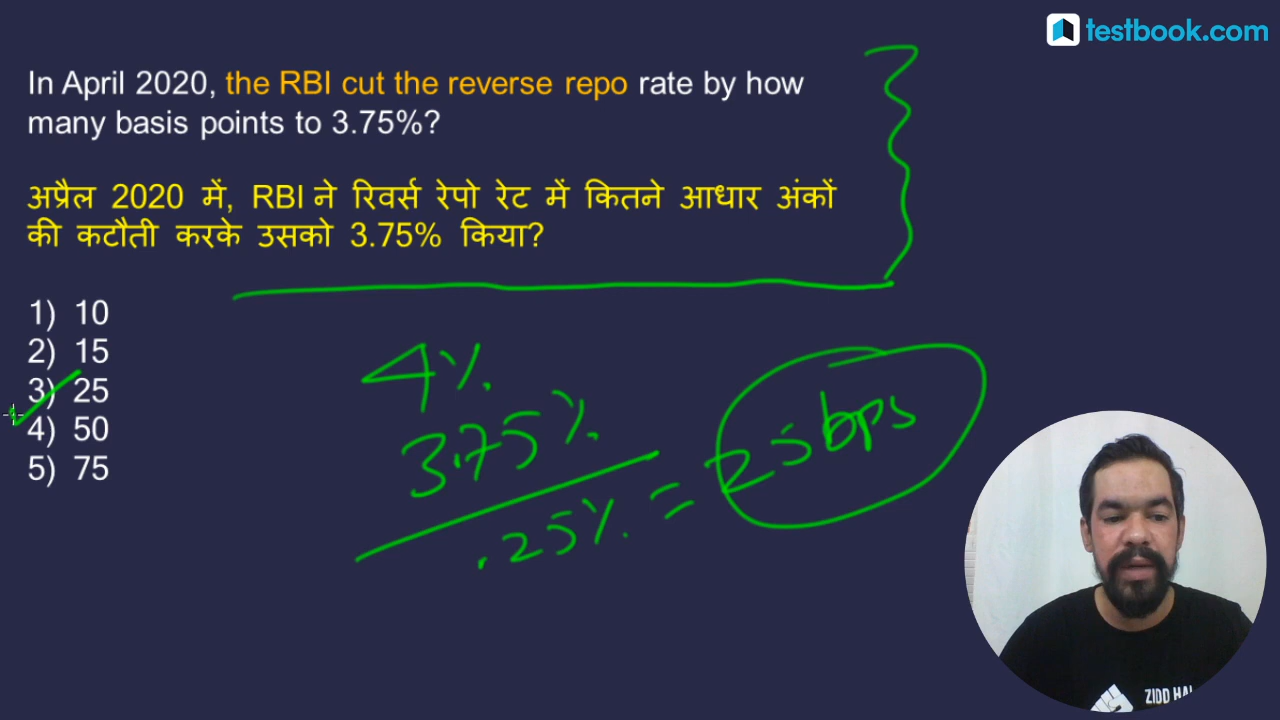 testbook.com
In April 2020, the RBI cut the reverse repo rate by how
many basis points to 3.75%?
अप्रैल 2020 में, RBI ने रिवर्स रेपो रेट में कितने आधार अंकों
की कटौती करके उसको 3.75% किया?
1) 10
2) 15
3) 25
4) 50
5) 75
4%
3.75%
.25% = 25bps
ZIDD